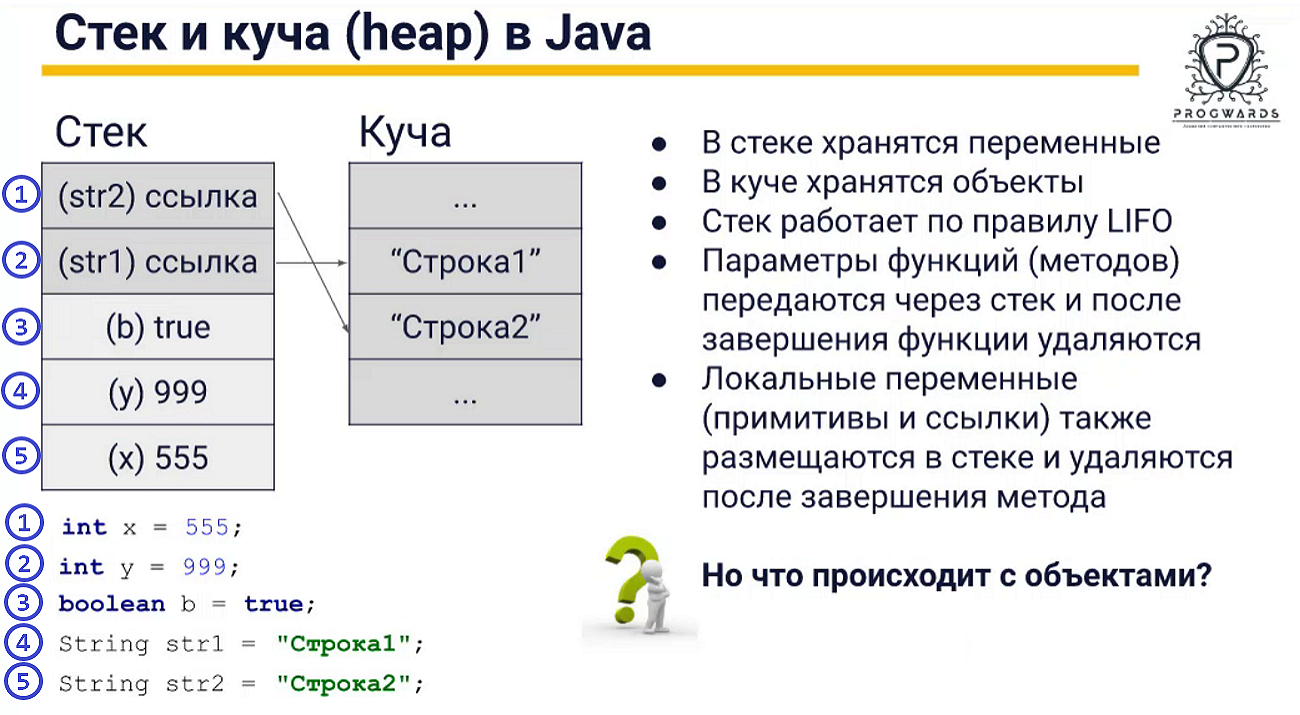 Стек и куча (heap) в Java
PROGWARDS
Стек
1 (str2) ссылка
2 (str1) ссылка
3 (b) true
4 (y) 999
5 (x) 555
Куча
...
“Строка1”
“Строка2”
...
1 int x = 555;
2 int y = 999;
3 boolean b = true;
4 String str1 = "Строка1";
5 String str2 = "Строка2";
● В стеке хранятся переменные
● В куче хранятся объекты
● Стек работает по правилу LIFO
● Параметры функций (методов)
передаются через стек и после
завершения функции удаляются
● Локальные переменные
(примитивы и ссылки) также
размещаются в стеке и удаляются
после завершения метода
?
Но что происходит с объектами?